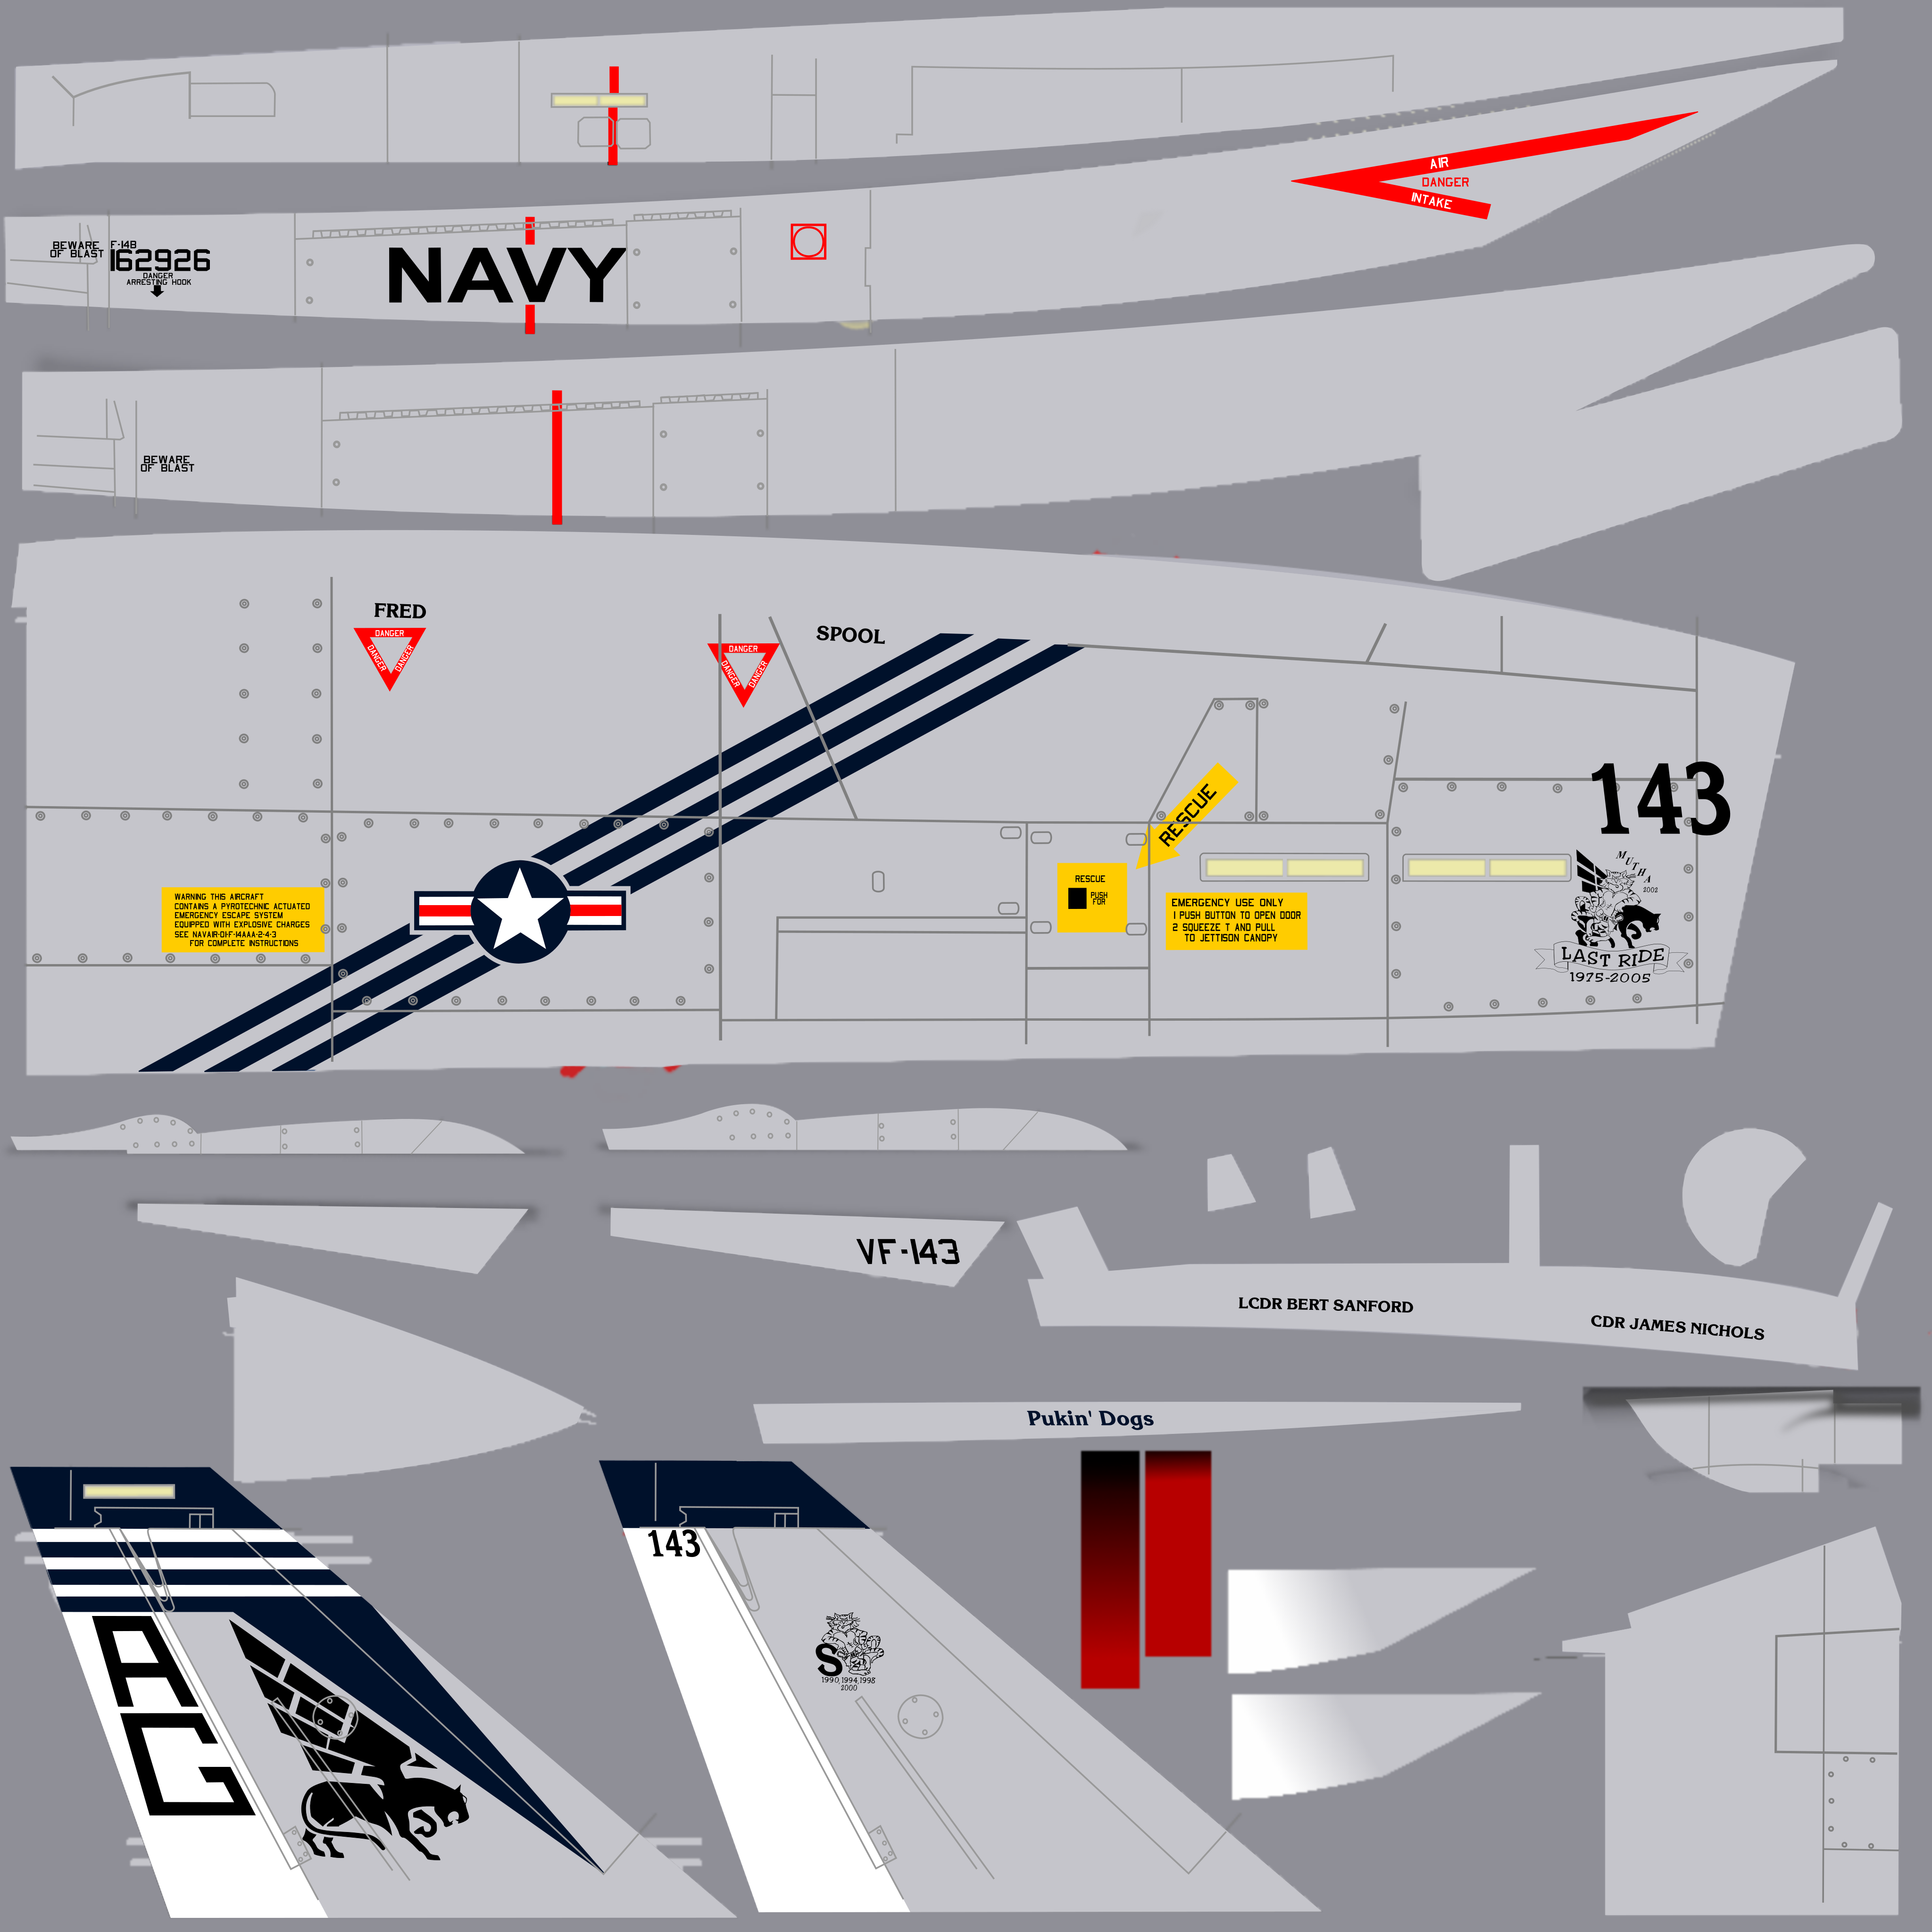 AIR
DANGER
INTAKE
BEWARE
OF BLAST
F-14B
162926
DANGER
ARRESTING HOOK
NAVY
BEWARE
OF BLAST
FRED
DANGER
DANGER
DANGER
SPOOL
DANGER
DANGER
DANGER
143
RESCUE
RESCUE
PUSH
FOR
WARNING THIS AIRCRAFT
CONTAINS A PYROTECHNIC ACTUATED
EMERGENCY ESCAPE SYSTEM
EQUIPPED WITH EXPLOSIVE CHARGES
SEE NAVAIR-01-F-14AAA-2-4-3
FOR COMPLETE INSTRUCTIONS
EMERGENCY USE ONLY
1 PUSH BUTTON TO OPEN DOOR
2 SQUEEZE T AND PULL
TO JETTISON CANOPY
MUTHA
2002
LAST RIDE
1975-2005
VF-143
LCDR BERT SANFORD
CDR JAMES NICHOLS
Pukin' Dogs
143
AG
S
1990, 1994, 1998
2000